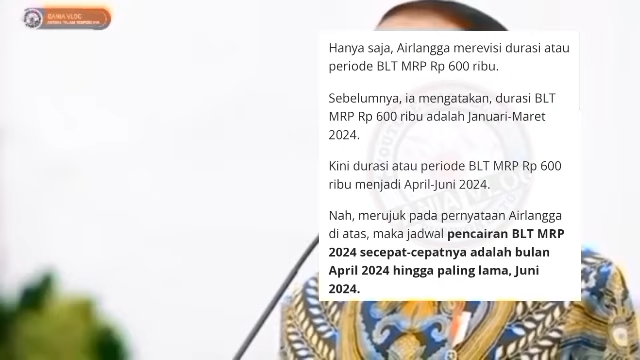 Hanya saja, Airlangga merevisi durasi atau
periode BLT MRP Rp 600 ribu.
Sebelumnya, ia mengatakan, durasi BLT
MRP Rp 600 ribu adalah Januari-Maret
2024.
Kini durasi atau periode BLT MRP Rp 600
ribu menjadi April-Juni 2024.
Nah, merujuk pada pernyataan Airlangga
di atas, maka jadwal pencairan BLT MRP
2024 secepat-cepatnya adalah bulan
April 2024 hingga paling lama, Juni
2024.